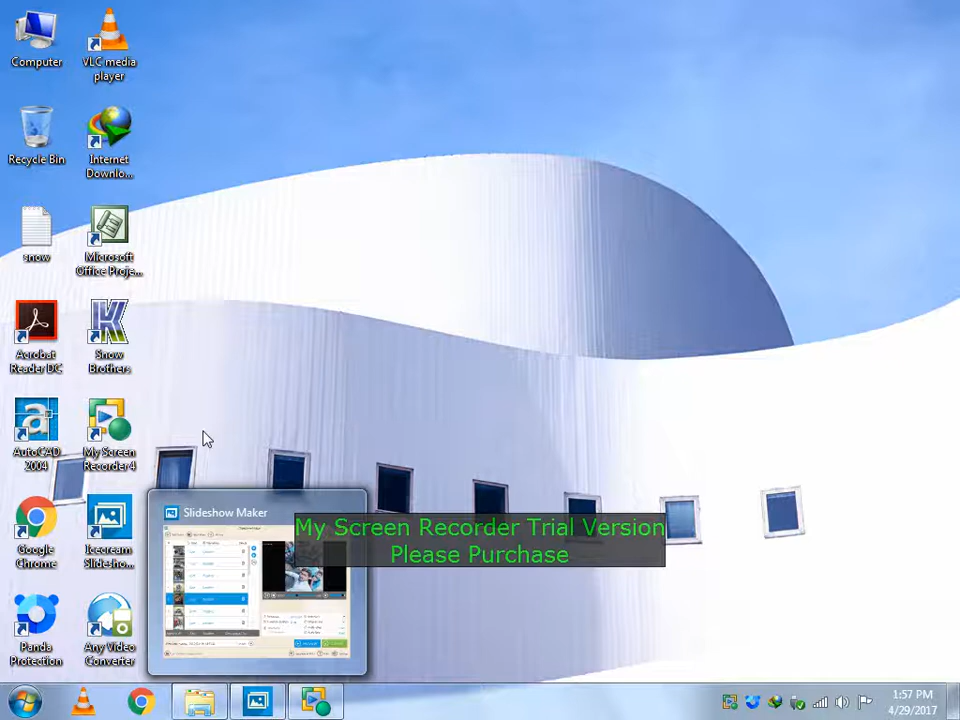 Computer
VLC media
player
Recycle Bin
Internet
Downlo...
snow
Microsoft
Office Proje...
Acrobat
Reader DC
Snow
Brothers
AutoCAD
2004
My Screen
Recorder 4
Google
Chrome
Icecream
Slidesho...
Panda
Protection
Any Video
Converter
Slideshow Maker
My Screen Recorder Trial Version
Please Purchase
1:57 PM
4/29/2017